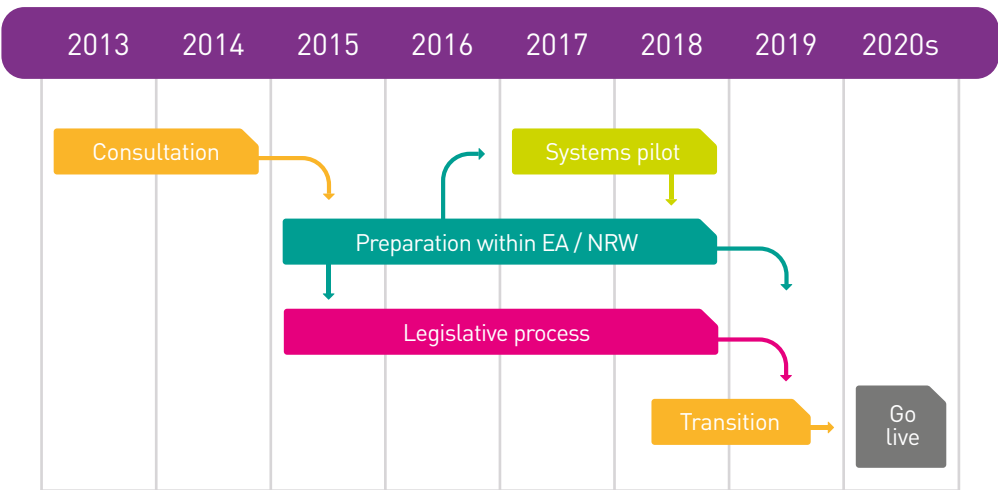 2013 2014 2015 2016 2017 2018 2019 2020s
Consultation
Systems pilot
Preparation within EA / NRW
Legislative process
Transition
Go
live